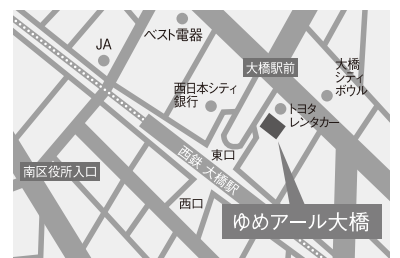 ベスト電器
JA
大橋駅前
大橋
シティ
ボウル
西日本シティ
銀行
トヨタ
レンタカー
東口
西鉄 大橋駅
南区役所入口
西口
ゆめアール大橋